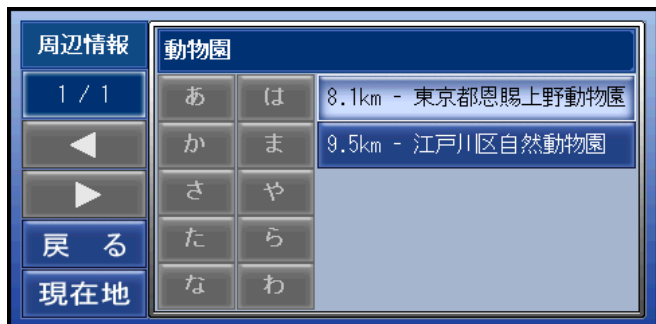 周辺情報
動物園
1 / 1
あ
は
8.1km - 東京都恩賜上野動物園
か
ま
9.5km - 江戸川区自然動物園
さ
や
戻 る
た
ら
現在地
な
わ